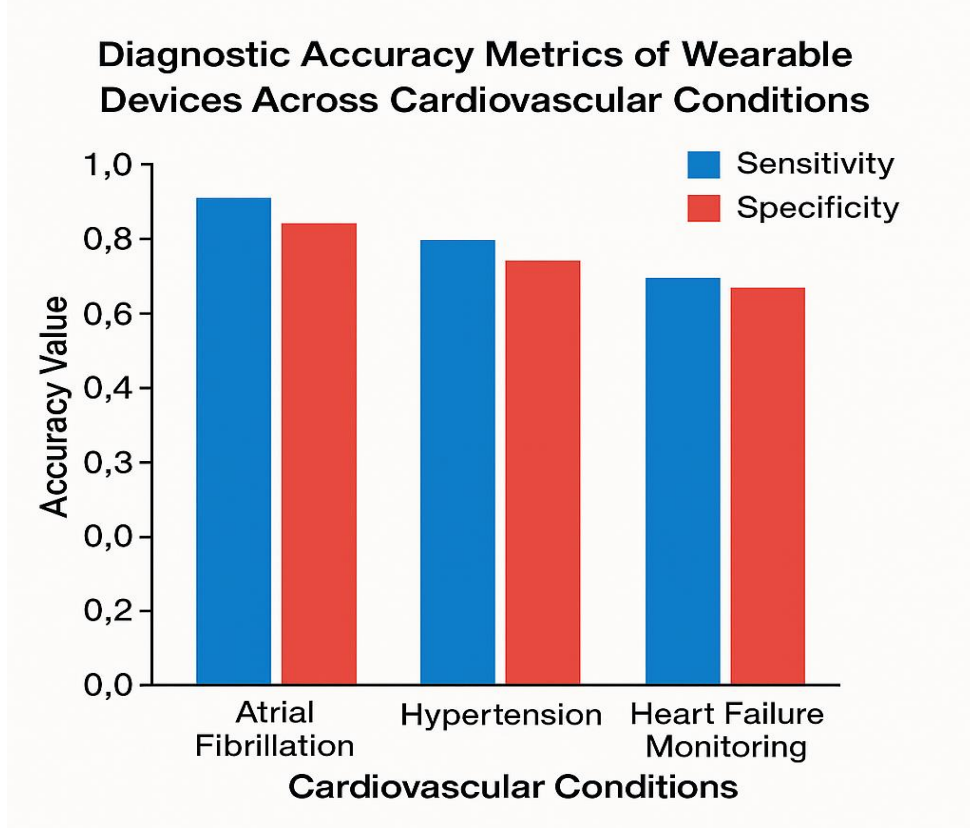 Diagnostic Accuracy Metrics of Wearable
Devices Across Cardiovascular Conditions
Sensitivity
Specificity
Accuracy Value
1,0
0,8
0,6
0,4
0,3
0,0
0,2
0,0
Atrial
Fibrillation
Hypertension
Heart Failure
Monitoring
Cardiovascular Conditions